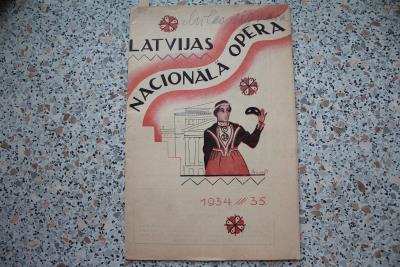 LATVIJAS
NACIONĀLĀ OPERA
1934 /// 35.